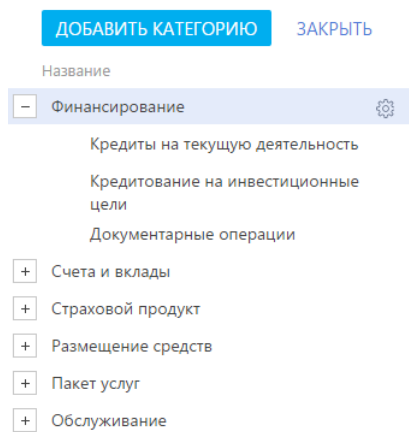 ДОБАВИТЬ КАТЕГОРИЮ ЗАКРЫТЬ
Название
Финансирование
Кредиты на текущую деятельность
Кредитование на инвестиционные
цели
Документарные операции
Счета и вклады
Страховой продукт
Размещение средств
Пакет услуг
Обслуживание